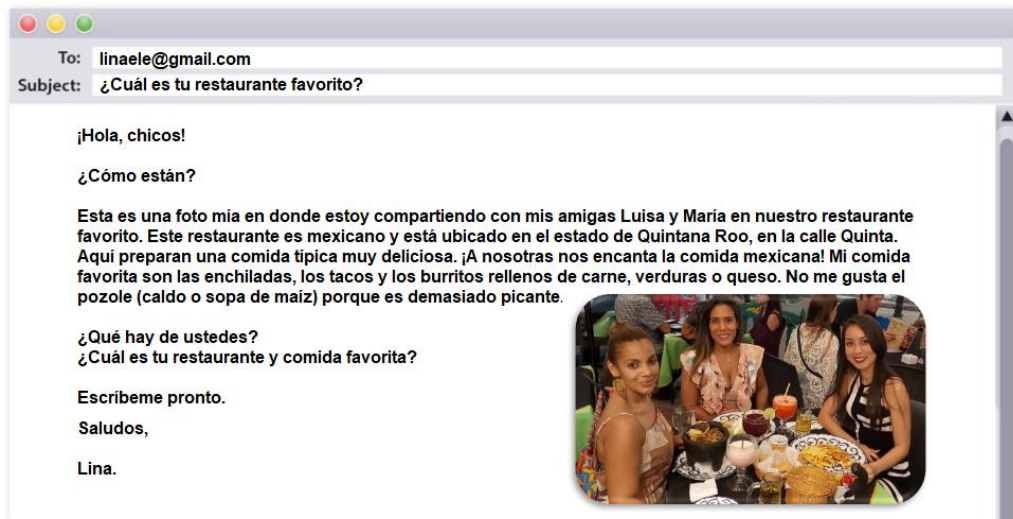 To: linaele@gmail.com
Subject: ¿Cuál es tu restaurante favorito?
¡Hola, chicos!
¿Cómo están?
Esta es una foto mía en donde estoy compartiendo con mis amigas Luisa y María en nuestro restaurante
favorito. Este restaurante es mexicano y está ubicado en el estado de Quintana Roo, en la calle Quinta.
Aquí preparan una comida típica muy deliciosa. ¡A nosotras nos encanta la comida mexicana! Mi comida
favorita son las enchiladas, los tacos y los burritos rellenos de carne, verduras o queso. No me gusta el
pozole (caldo o sopa de maíz) porque es demasiado picante.
¿Qué hay de ustedes?
¿Cuál es tu restaurante y comida favorita?
Escríbeme pronto.
Saludos,
Lina.